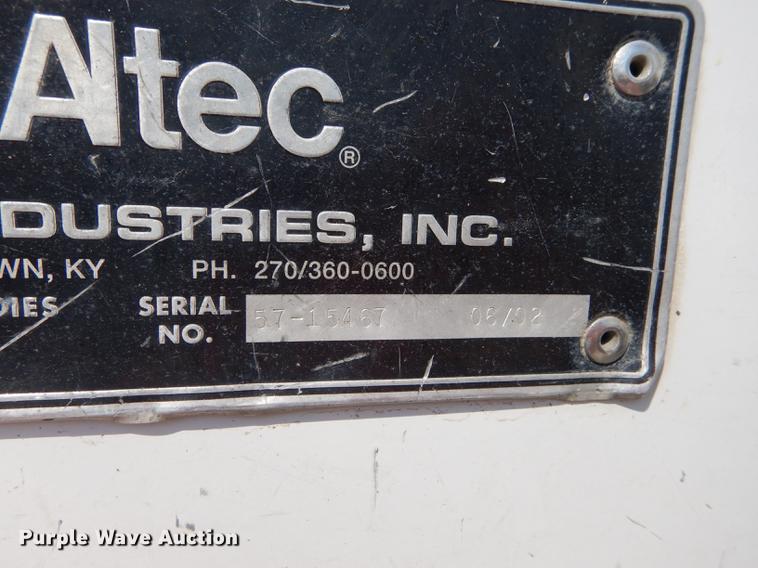 Altec®
DUSTRIES, INC.
WN, KY PH. 270/360-0600
DIES SERIAL NO. 57-15467 06/02
Purple Wave Auction